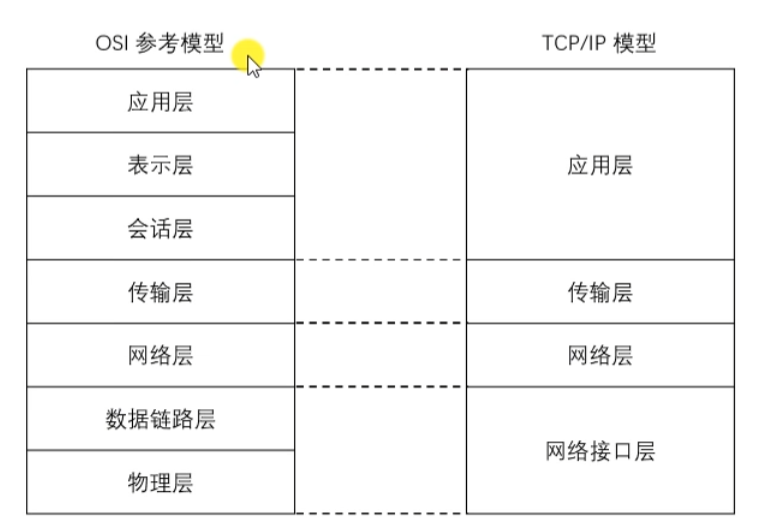 OSI 参考模型
TCP/IP 模型
应用层
表示层
会话层
传输层
网络层
数据链路层
物理层
应用层
传输层
网络层
网络接口层